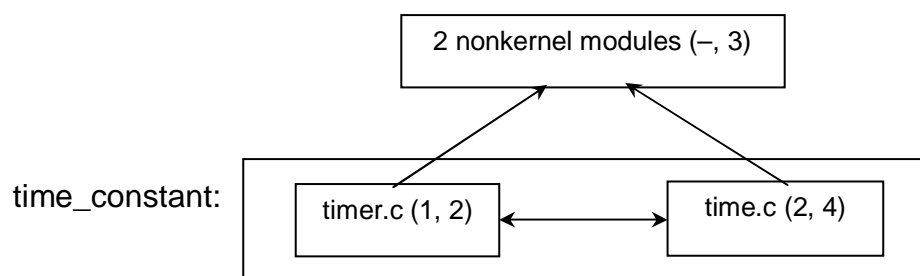 2 nonkernel modules (–, 3)
time_constant:
timer.c (1, 2)
time.c (2, 4)